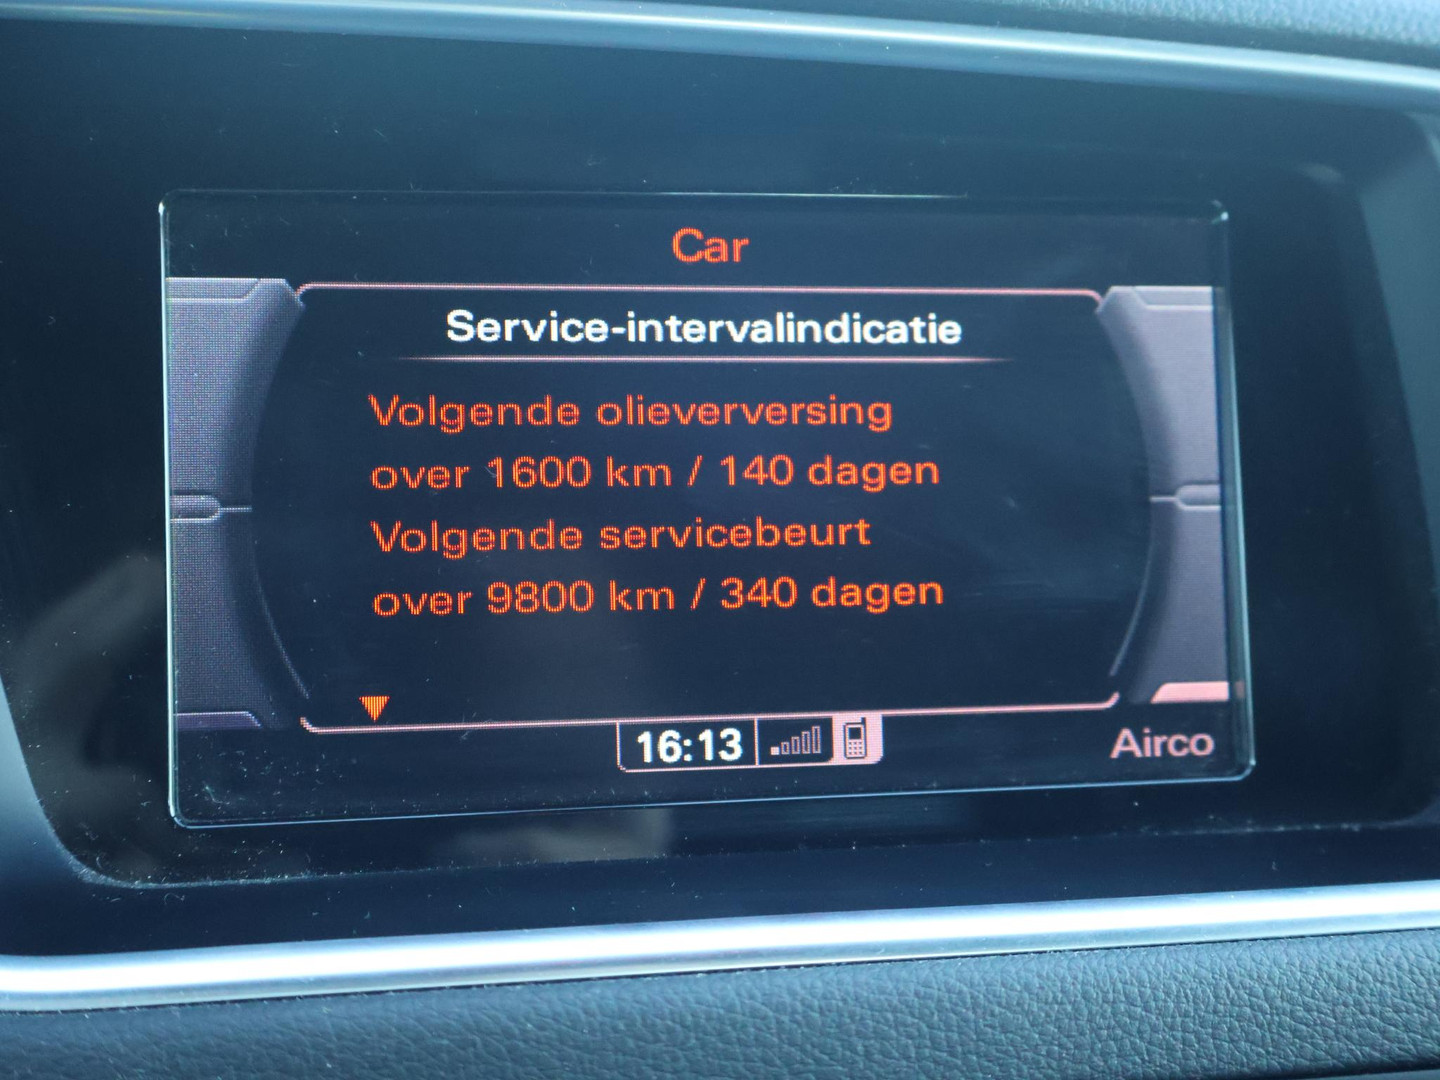 Car
Service-intervalindicatie
Volgende olieverversing
over 1600 km / 140 dagen
Volgende servicebeurt
over 9800 km / 340 dagen
16:13
Airco